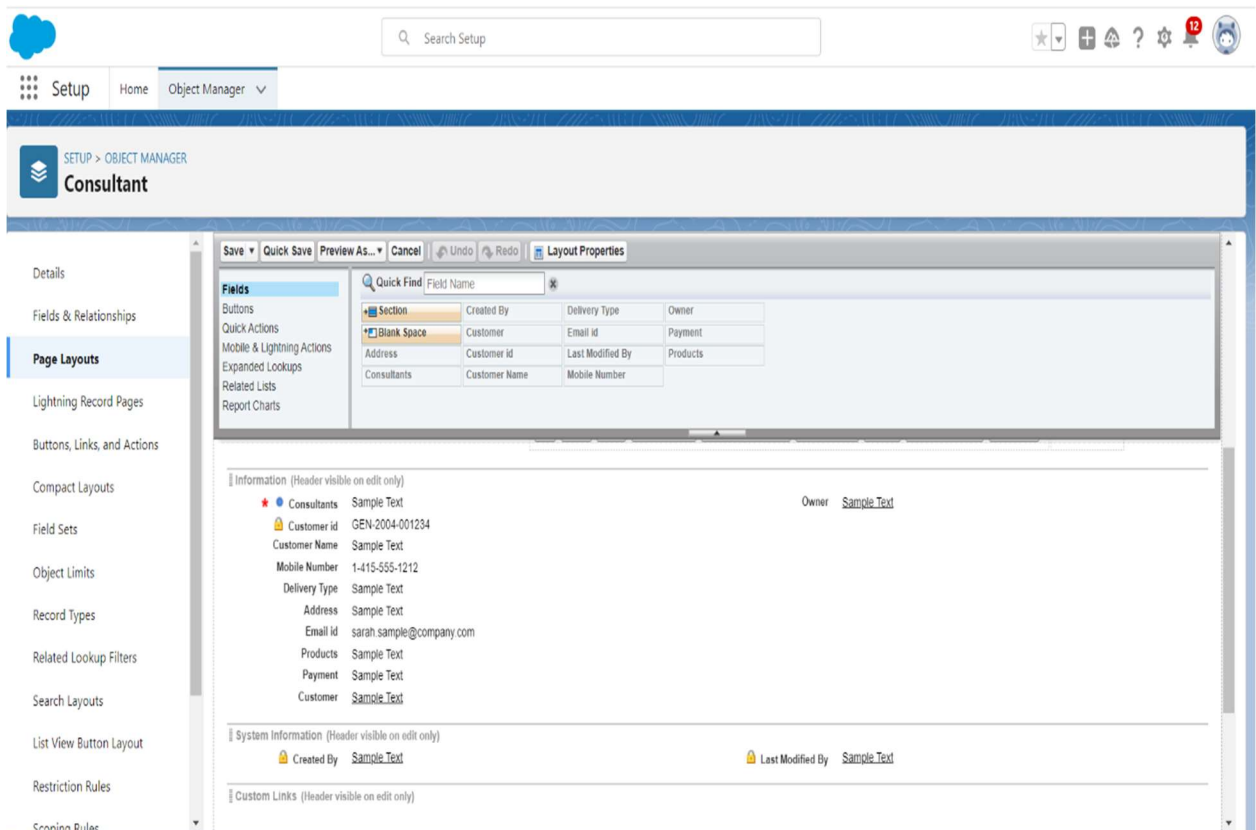 Search Setup
12
Setup Home Object Manager
SETUP > OBJECT MANAGER
Consultant
Details
Fields & Relationships
Page Layouts
Lightning Record Pages
Buttons, Links, and Actions
Compact Layouts
Field Sets
Object Limits
Record Types
Related Lookup Filters
Search Layouts
List View Button Layout
Restriction Rules
Scoping Rules
Save Quick Save Preview As... Cancel Undo Redo Layout Properties
Fields
Buttons
Quick Actions
Mobile & Lightning Actions
Expanded Lookups
Related Lists
Report Charts
Quick Find Field Name
Section Created By Delivery Type Owner
Blank Space Customer Email id Payment
Address Customer id Last Modified By Products
Consultants Customer Name Mobile Number
Information (Header visible on edit only)
Consultants Sample Text Owner Sample Text
Customer id GEN-2004-001234
Customer Name Sample Text
Mobile Number 1-415-555-1212
Delivery Type Sample Text
Address Sample Text
Email id sarah.sample@company.com
Products Sample Text
Payment Sample Text
Customer Sample Text
System Information (Header visible on edit only)
Created By Sample Text Last Modified By Sample Text
Custom Links (Header visible on edit only)